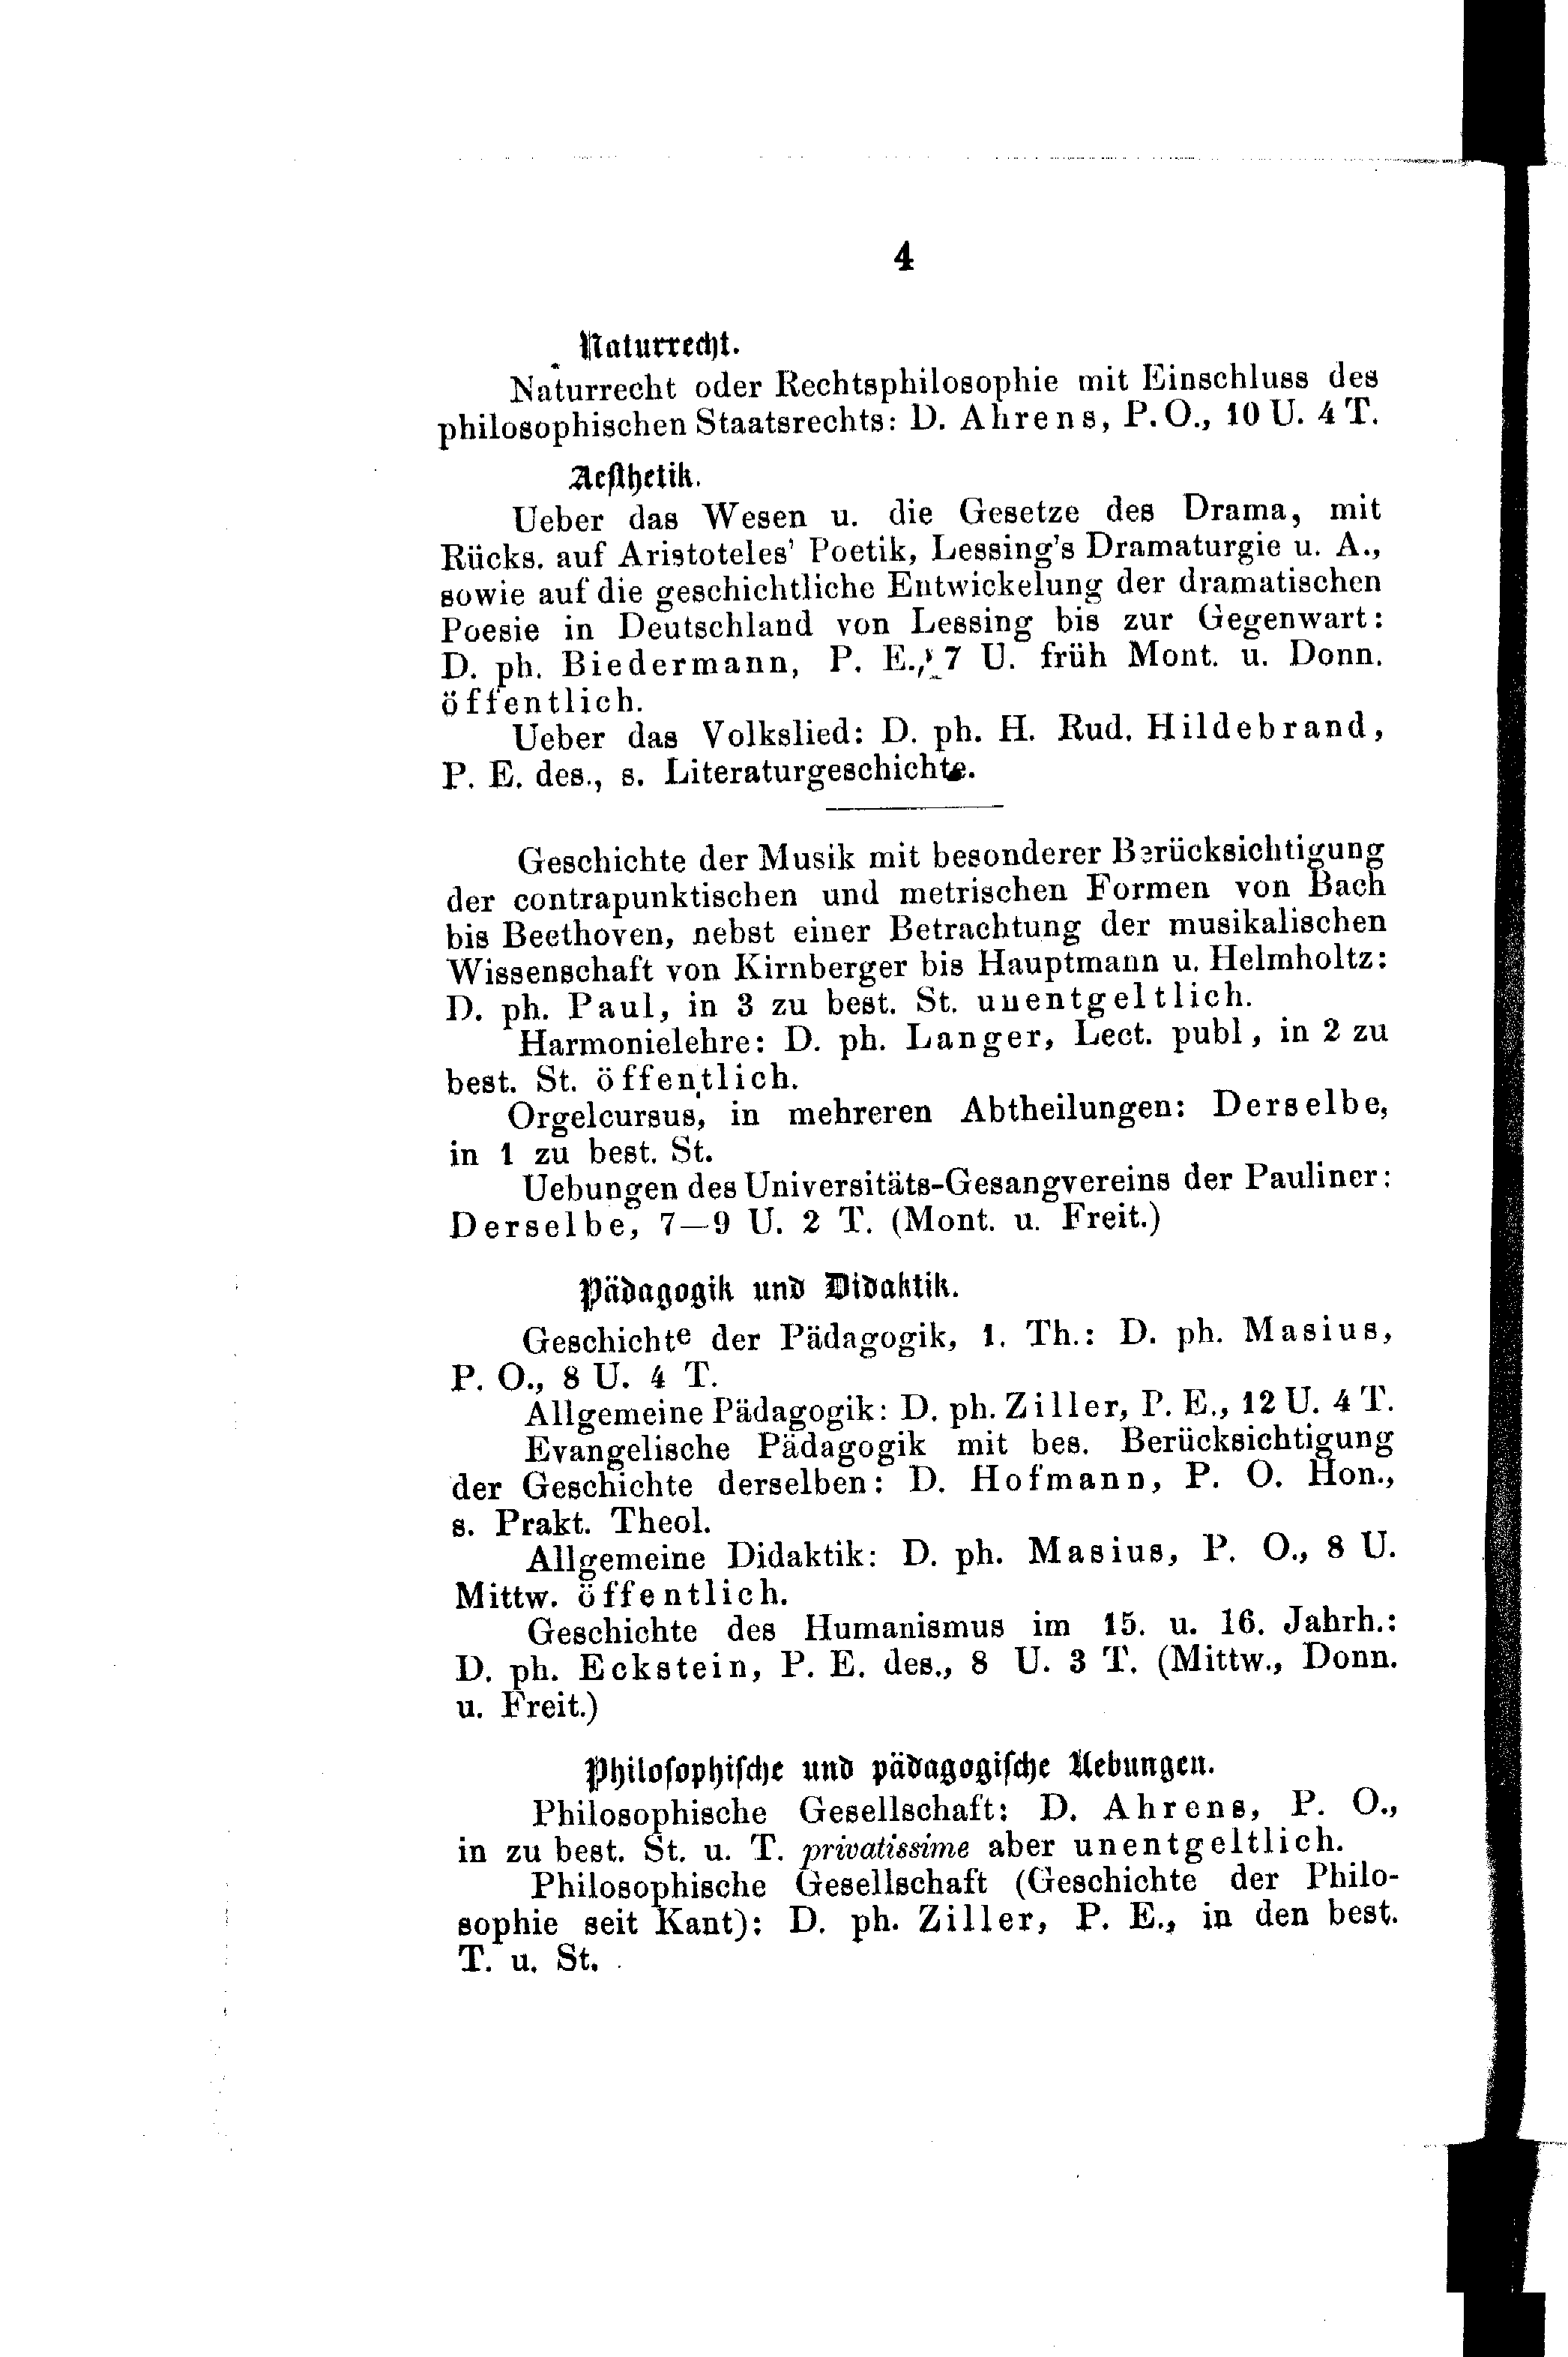 4
Naturrecht.
Naturrecht oder Rechtsphilosophie mit Einschluss des
philosophischen Staatsrechts: D. Ahrens, P. O., 10 U. 4 T.
Aesthetik.
Ueber das Wesen u. die Gesetze des Drama, mit
Rücks. auf Aristoteles' Poetik, Lessing's Dramaturgie u. A.,
sowie auf die geschichtliche Entwickelung der dramatischen
Poesie in Deutschland von Lessing bis zur Gegenwart:
D. ph. Biedermann, P. E., 7 U. früh Mont. u. Donn.
öffentlich.
Ueber das Volkslied: D. ph. H. Rud. Hildebrand,
P. E. des., s. Literaturgeschichte.
Geschichte der Musik mit besonderer Berücksichtigung
der contrapunktischen und metrischen Formen von Bach
bis Beethoven, nebst einer Betrachtung der musikalischen
Wissenschaft von Kirnberger bis Hauptmann u. Helmholtz:
D. ph. Paul, in 3 zu best. St. unentgeltlich.
Harmonielehre: D. ph. Langer, Lect. publ, in 2 zu
best. St. öffentlich.
Orgelcursus, in mehreren Abtheilungen: Derselbe,
in 1 zu best. St.
Uebungen des Universitäts-Gesangvereins der Pauliner:
Derselbe, 7—9 U. 2 T. (Mont. u. Freit.)
Pädagogik und Didaktik.
Geschichte der Pädagogik, 1. Th.: D. ph. Masius,
P. O., 8 U. 4 T.
Allgemeine Pädagogik: D. ph. Ziller, P. E., 12 U. 4 T.
Evangelische Pädagogik mit bes. Berücksichtigung
der Geschichte derselben: D. Hofmann, P. O. Hon.,
s. Prakt. Theol.
Allgemeine Didaktik: D. ph. Masius, P. O., 8 U.
Mittw. öffentlich.
Geschichte des Humanismus im 15. u. 16. Jahrh.:
D. ph. Eckstein, P. E. des., 8 U. 3 T. (Mittw., Donn.
u. Freit.)
Philosophische und pädagogische Uebungen.
Philosophische Gesellschaft: D. Ahrens, P. O.,
in zu best. St. u. T. privatissime aber unentgeltlich.
Philosophische Gesellschaft (Geschichte der Philo-
sophie seit Kant): D. ph. Ziller, P. E., in den best.
T. u. St.